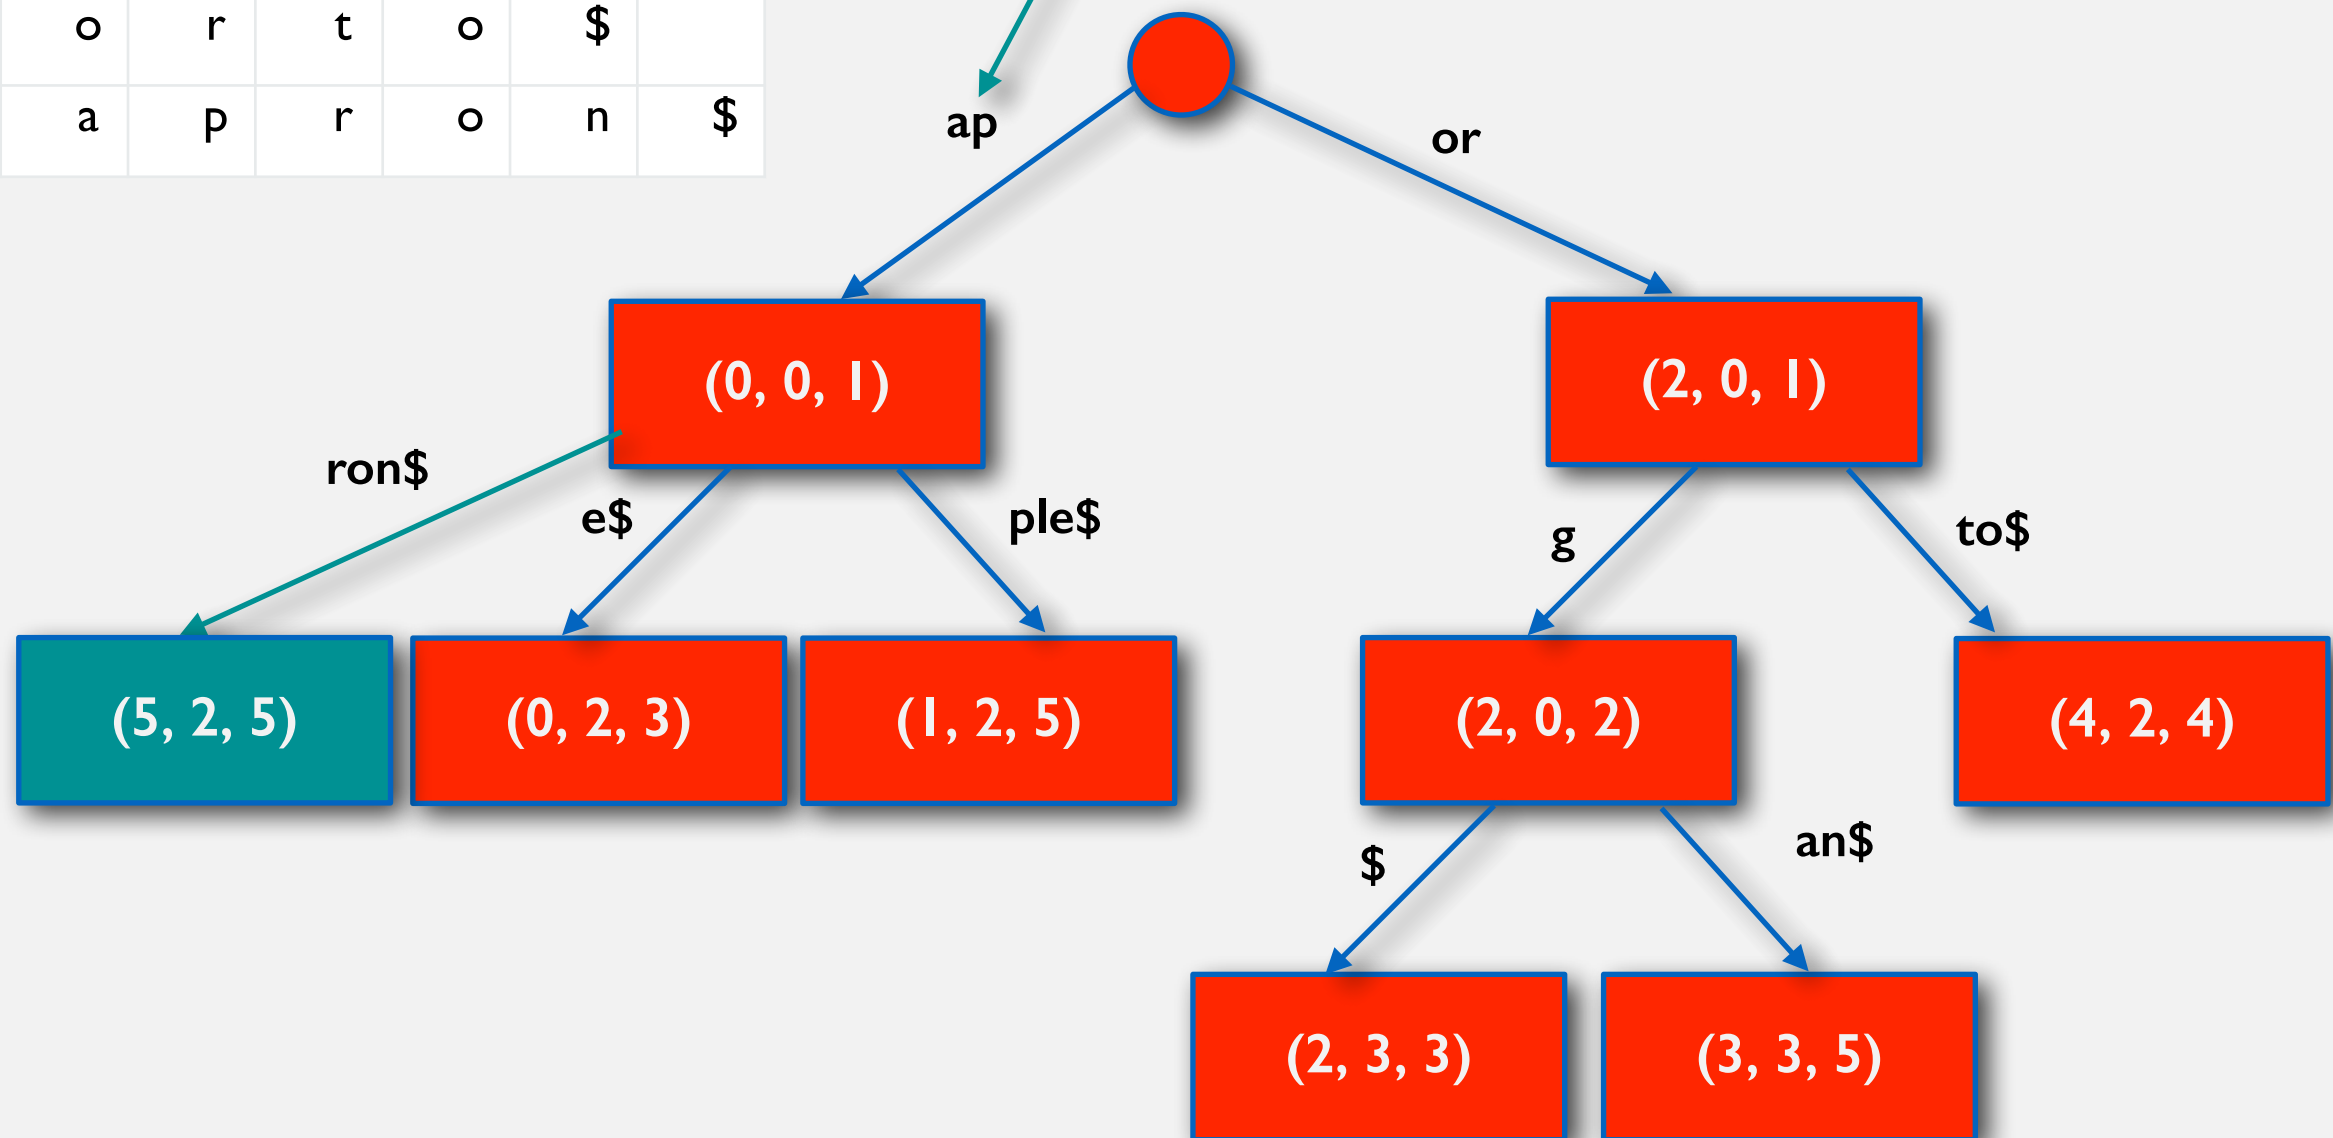 o r t o $
a p r o n $
ap
or
(0, 0, 1)
(2, 0, 1)
ron$
e$
ple$
g
to$
(5, 2, 5)
(0, 2, 3)
(1, 2, 5)
(2, 0, 2)
(4, 2, 4)
$
an$
(2, 3, 3)
(3, 3, 5)